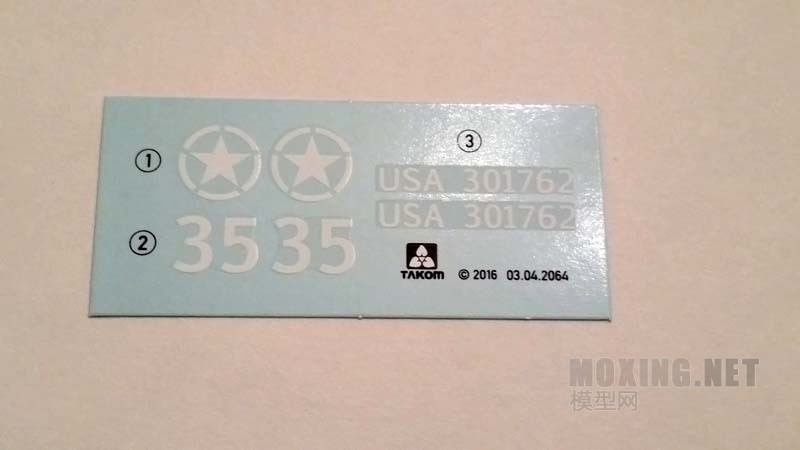 ①
②
35 35
③
USA 301762
USA 301762
TAKOM © 2016 03.04.2064
MOXING.NET
模型网